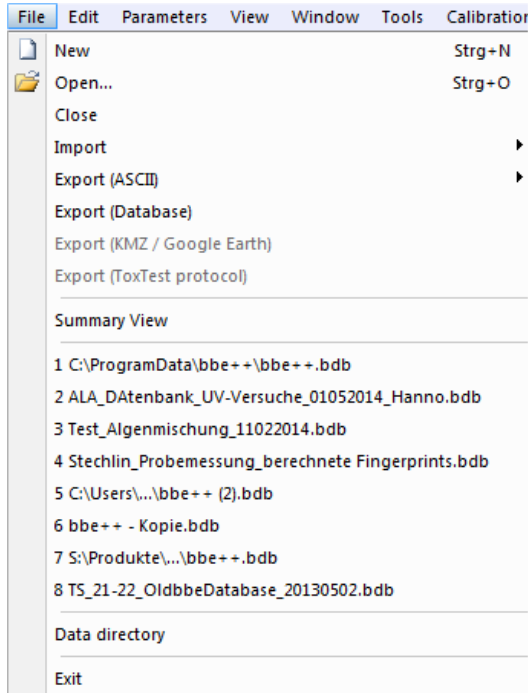 File Edit Parameters View Window Tools Calibration
New Strg+N
Open... Strg+O
Close
Import
Export (ASCII)
Export (Database)
Export (KMZ / Google Earth)
Export (ToxTest protocol)
Summary View
1 C:\ProgramData\bbe++\bbe++.bdb
2 ALA_DAtenbank_UV-Versuche_01052014_Hanno.bdb
3 Test_Algenmischung_11022014.bdb
4 Stechlin_Probemessung_berechnete Fingerprints.bdb
5 C:\Users\...\bbe++ (2).bdb
6 bbe++ - Kopie.bdb
7 S:\Produkte\...\bbe++.bdb
8 TS_21-22_OldbbeDatabase_20130502.bdb
Data directory
Exit